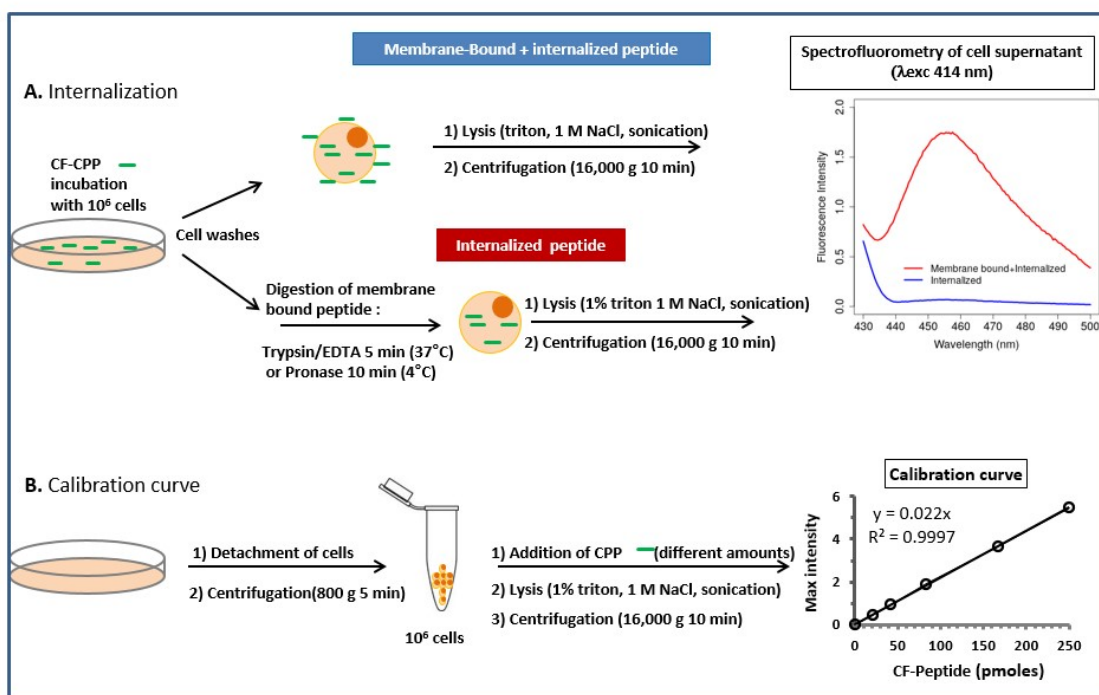 Membrane-Bound + internalized peptide
Spectrofluorometry of cell supernatant
(λexc 414 nm)
A. Internalization
CF-CPP
incubation
with 10⁶ cells
Cell washes
1) Lysis (triton, 1 M NaCl, sonication)
2) Centrifugation (16,000 g 10 min)
Internalized peptide
Digestion of membrane
bound peptide :
Trypsin/EDTA 5 min (37°C)
or Pronase 10 min (4°C)
1) Lysis (1% triton 1 M NaCl, sonication)
2) Centrifugation (16,000 g 10 min)
Fluorescence Intensity
2.0
1.5
1.0
0.5
0.0
Membrane bound+Internalized
Internalized
430 440 450 460 470 480 490 500
Wavelength (nm)
B. Calibration curve
1) Detachment of cells
2) Centrifugation(800 g 5 min)
10⁶ cells
1) Addition of CPP (different amounts)
2) Lysis (1% triton, 1 M NaCl, sonication)
3) Centrifugation (16,000 g 10 min)
Calibration curve
Max intensity
6
4
2
0
y = 0.022x
R² = 0.9997
0 50 100 150 200 250
CF-Peptide (pmoles)